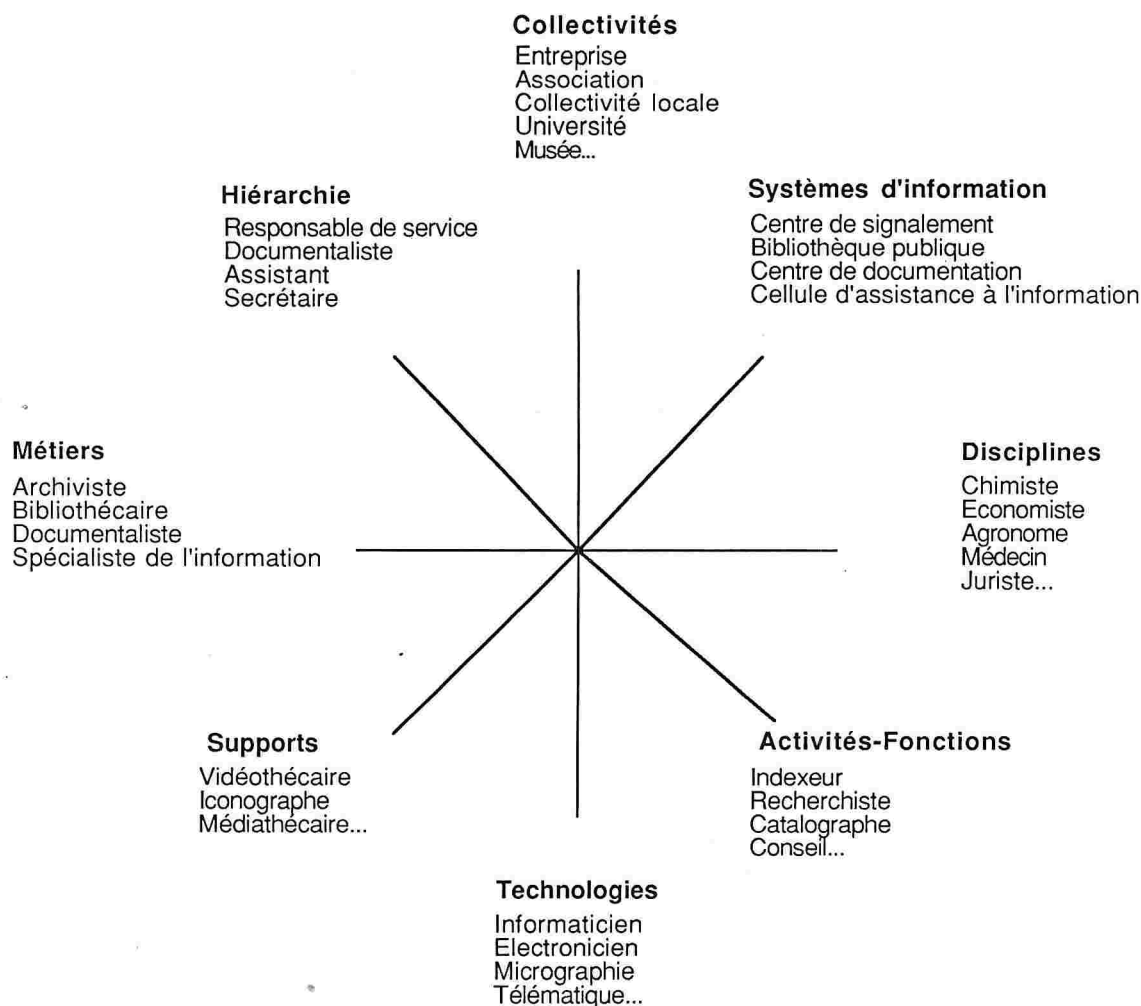 Collectivités
Entreprise
Association
Collectivité locale
Université
Musée...
Hiérarchie
Responsable de service
Documentaliste
Assistant
Secrétaire
Systèmes d'information
Centre de signalement
Bibliothèque publique
Centre de documentation
Cellule d'assistance à l'information
Métiers
Archiviste
Bibliothécaire
Documentaliste
Spécialiste de l'information
Disciplines
Chimiste
Economiste
Agronome
Médecin
Juriste...
Supports
Vidéothécaire
Iconographe
Médiathécaire...
Activités-Fonctions
Indexeur
Recherchiste
Catalographe
Conseil...
Technologies
Informaticien
Electronicien
Micrographie
Télématique...